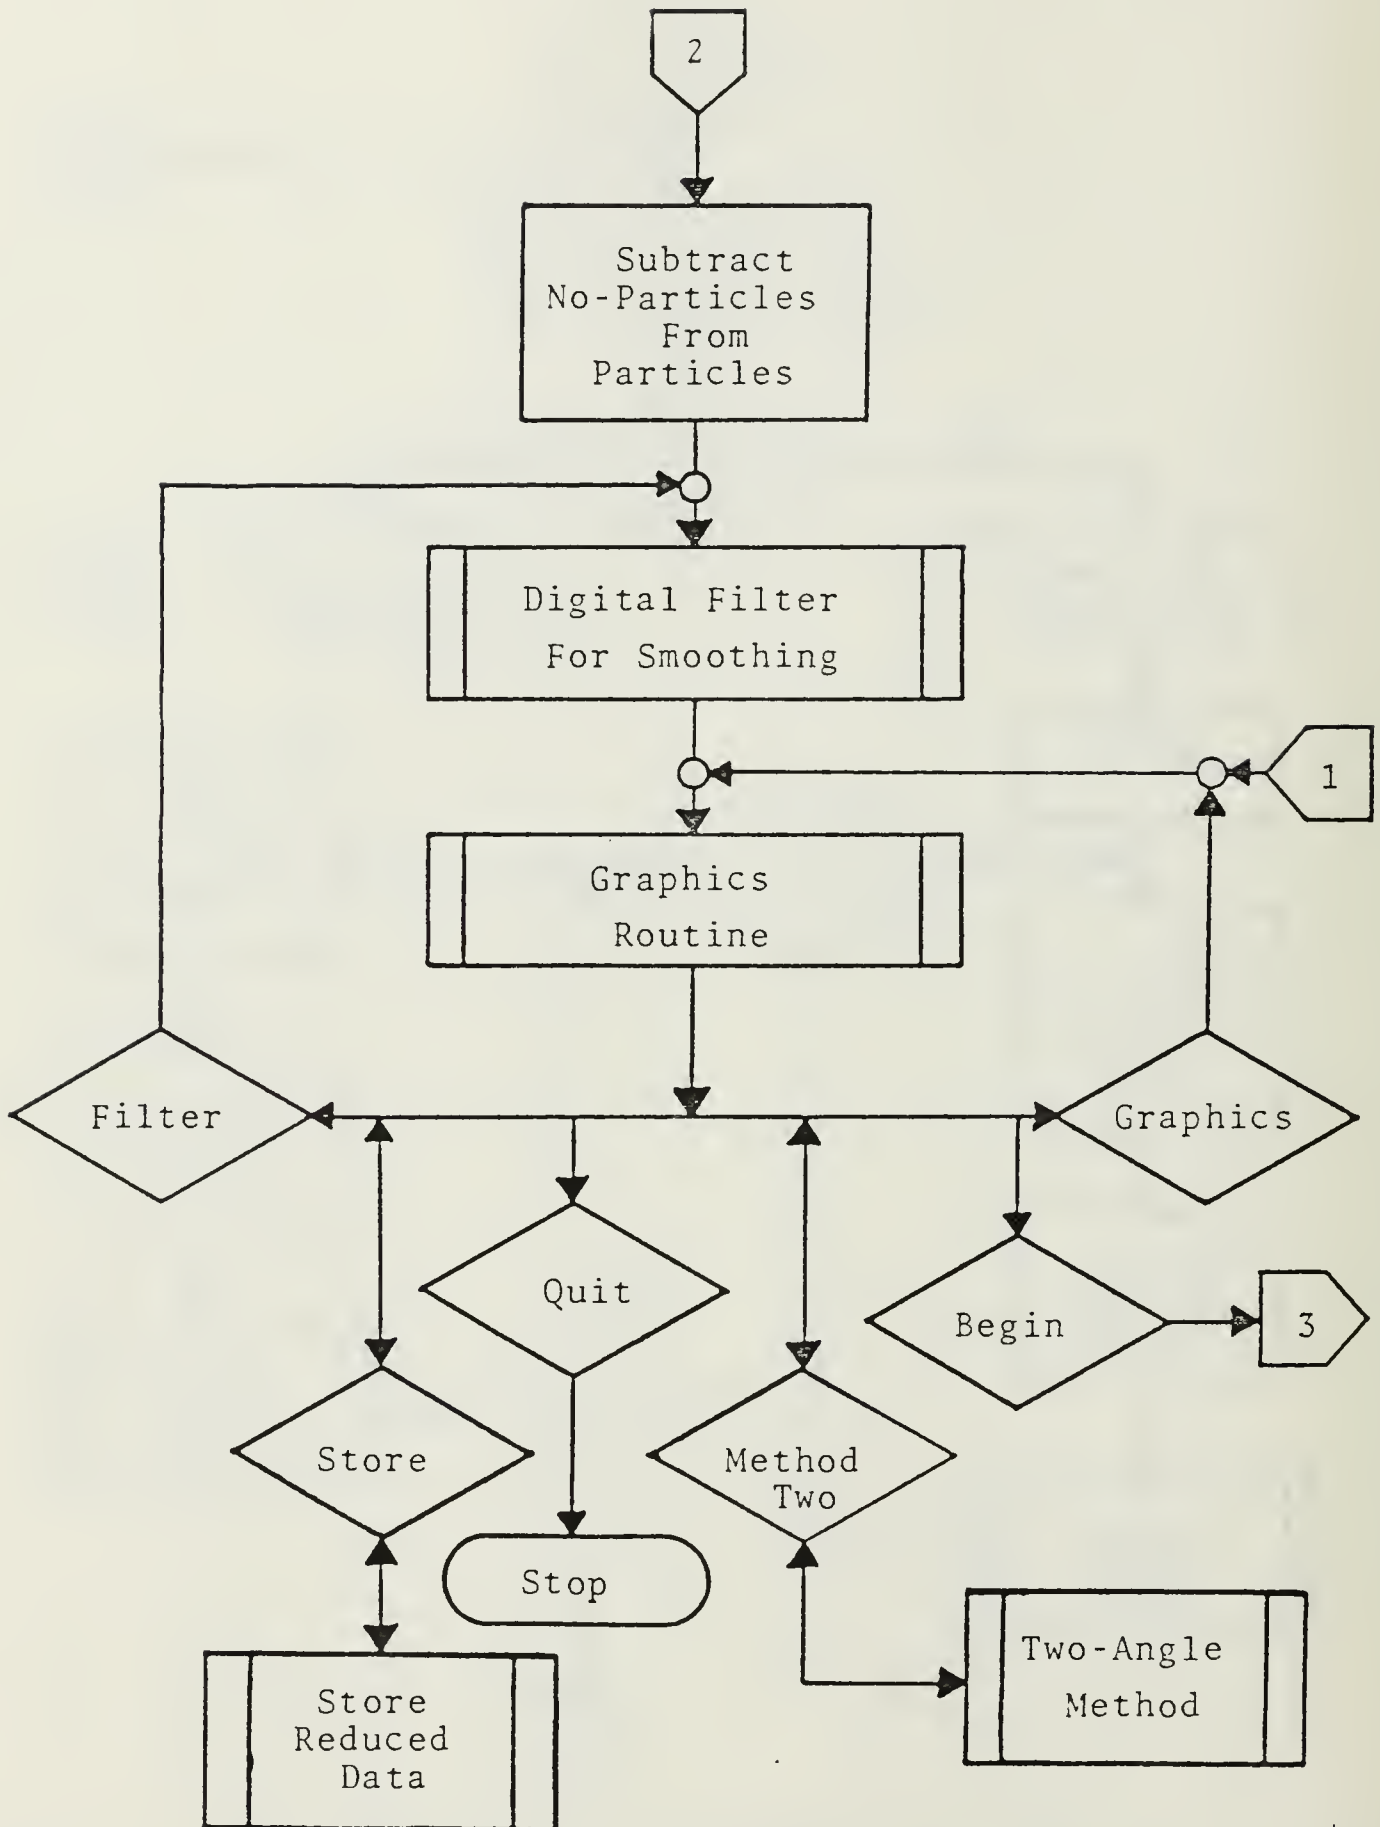 2
Subtract
No-Particles
From
Particles
Digital Filter
For Smoothing
1
Graphics
Routine
Filter
Graphics
Quit
Begin
3
Store
Method
Two
Stop
Two-Angle
Method
Store
Reduced
Data